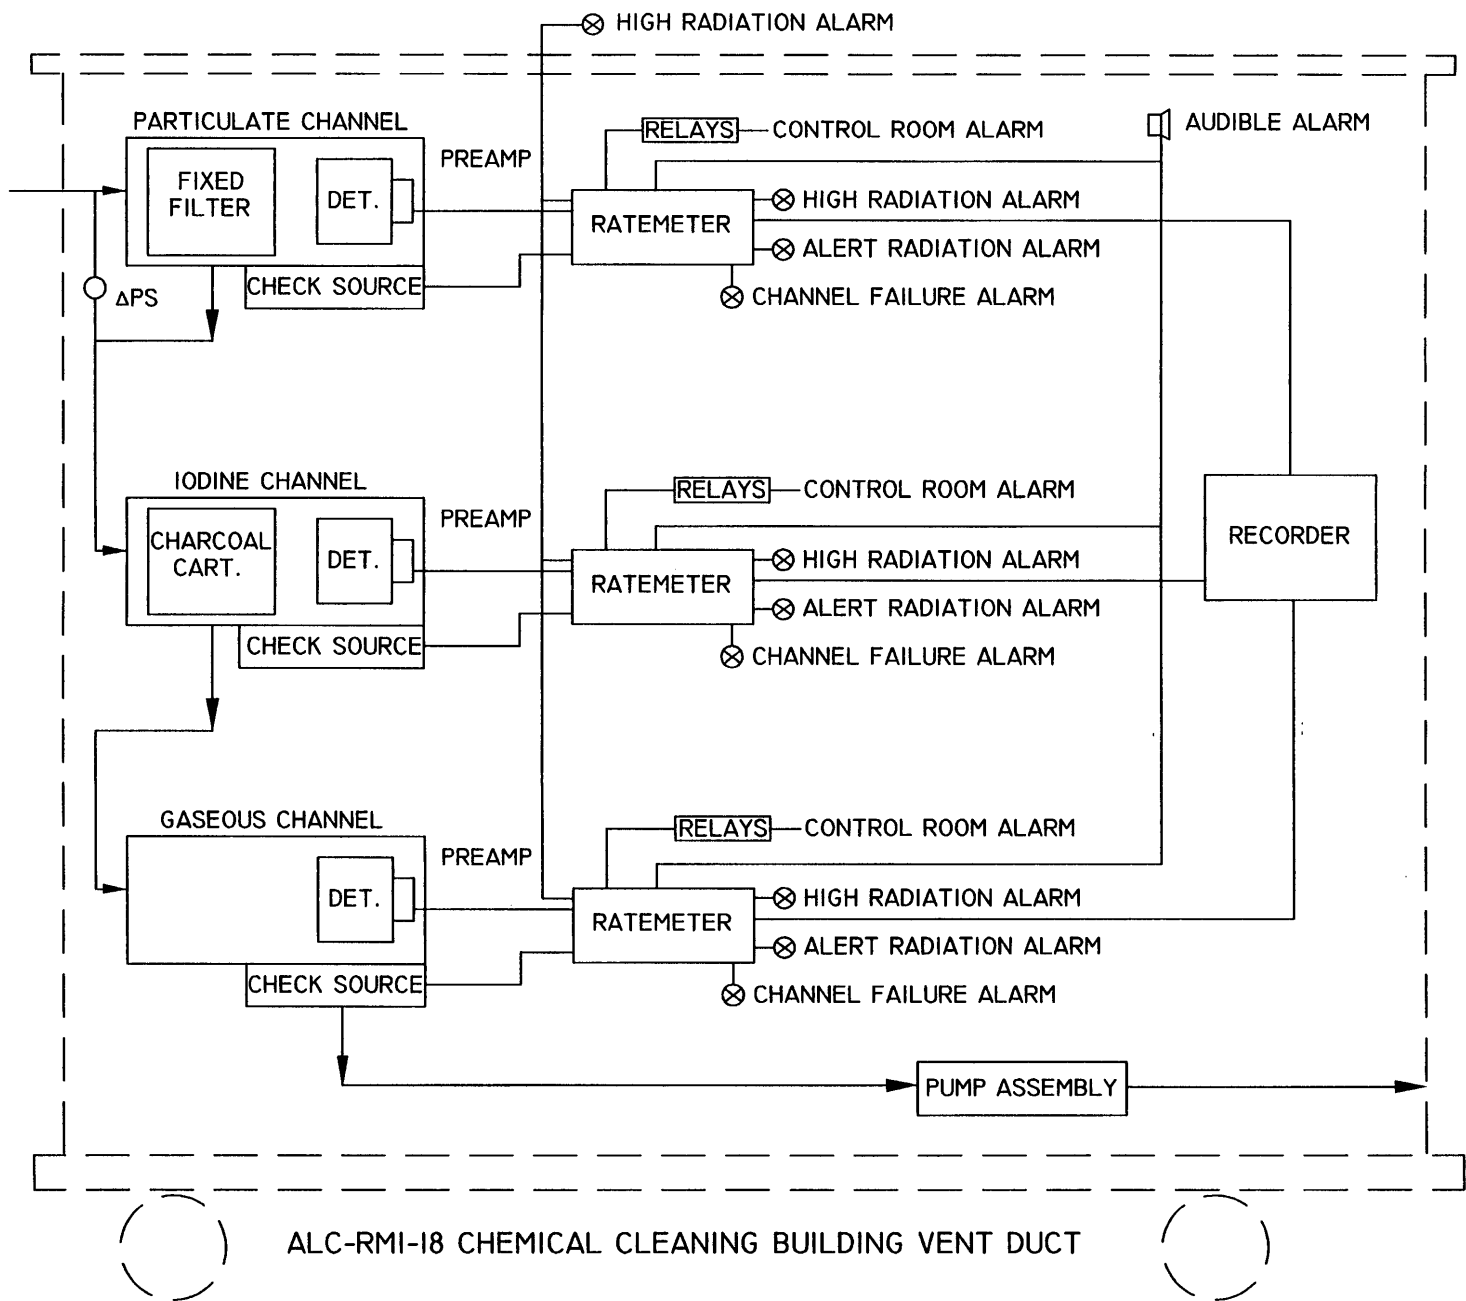 HIGH RADIATION ALARM
PARTICULATE CHANNEL
PREAMP
RELAYS
CONTROL ROOM ALARM
AUDIBLE ALARM
FIXED
FILTER
DET.
RATEMETER
HIGH RADIATION ALARM
ALERT RADIATION ALARM
CHECK SOURCE
ΔPS
CHANNEL FAILURE ALARM
IODINE CHANNEL
PREAMP
RELAYS
CONTROL ROOM ALARM
CHARCOAL
CART.
DET.
RATEMETER
HIGH RADIATION ALARM
ALERT RADIATION ALARM
RECORDER
CHECK SOURCE
CHANNEL FAILURE ALARM
GASEOUS CHANNEL
PREAMP
RELAYS
CONTROL ROOM ALARM
DET.
RATEMETER
HIGH RADIATION ALARM
ALERT RADIATION ALARM
CHECK SOURCE
CHANNEL FAILURE ALARM
PUMP ASSEMBLY
ALC-RM1-18 CHEMICAL CLEANING BUILDING VENT DUCT